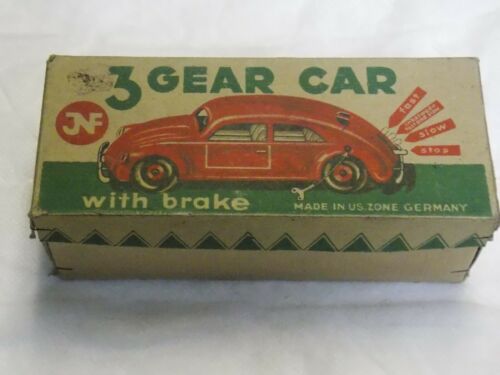 3 GEAR CAR
JNF
fast
slow
stop
with brake
MADE IN US. ZONE GERMANY